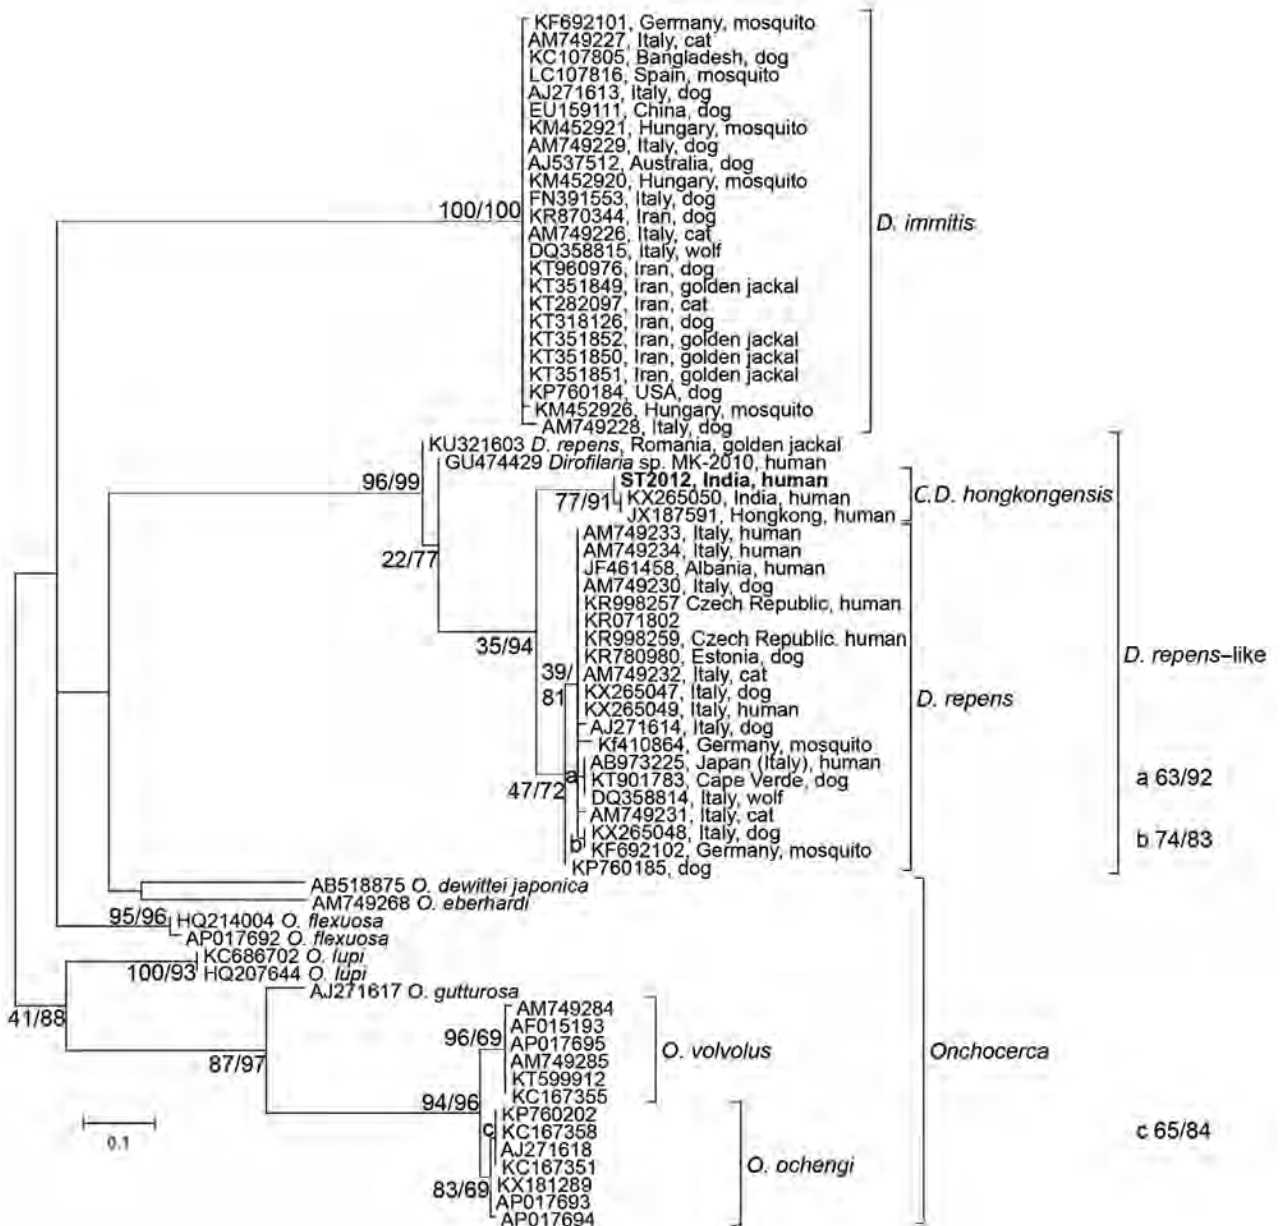 KF692101, Germany, mosquito
AM749227, Italy, cat
KC107805, Bangladesh, dog
LC107816, Spain, mosquito
AJ271613, Italy, dog
EU159111, China, dog
KM452921, Hungary, mosquito
AM749229, Italy, dog
AJ537512, Australia, dog
KM452920, Hungary, mosquito
FN391553, Italy, dog
100/100
KR870344, Iran, dog
D. immitis
AM749226, Italy, cat
DQ358815, Italy, wolf
KT960976, Iran, dog
KT351849, Iran, golden jackal
KT282097, Iran, cat
KT318126, Iran, dog
KT351852, Iran, golden jackal
KT351850, Iran, golden jackal
KT351851, Iran, golden jackal
KP760184, USA, dog
KM452926, Hungary, mosquito
AM749228, Italy, dog
KU321603 D. repens, Romania, golden jackal
GU474429 Dirofilaria sp. MK-2010, human
96/99
ST2012, India, human
77/91
KX265050, India, human
C.D. hongkongensis
JX187591, Hongkong, human
AM749233, Italy, human
22/77
AM749234, Italy, human
JF461458, Albania, human
AM749230, Italy, dog
KR998257 Czech Republic, human
KR071802
35/94
KR998259, Czech Republic. human
KR780980, Estonia, dog
D. repens–like
39/
81
AM749232, Italy, cat
KX265047, Italy, dog
D. repens
KX265049, Italy, human
AJ271614, Italy, dog
Kf410864, Germany, mosquito
AB973225, Japan (Italy), human
a
KT901783, Cape Verde, dog
a 63/92
47/72
DQ358814, Italy, wolf
AM749231, Italy, cat
KX265048, Italy, dog
b
KF692102, Germany, mosquito
b 74/83
KP760185, dog
AB518875 O. dewittei japonica
AM749268 O. eberhardi
95/96
HQ214004 O. flexuosa
AP017692 O. flexuosa
KC686702 O. lupi
100/93
HQ207644 O. lupi
AJ271617 O. gutturosa
41/88
AM749284
AF015193
96/69
AP017695
O. volvolus
Onchocerca
87/97
AM749285
KT599912
KC167355
94/96
KP760202
c
KC167358
c 65/84
0.1
AJ271618
KC167351
O. ochengi
83/69
KX181289
AP017693
AP017694